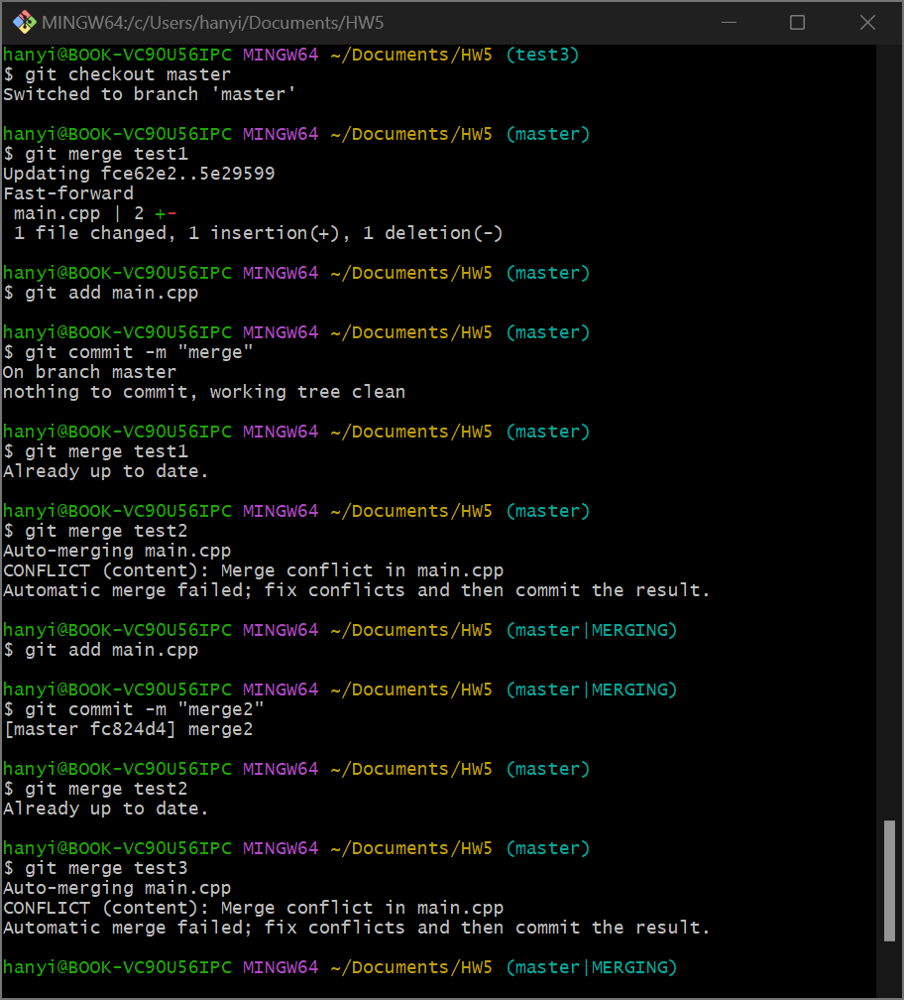 MINGW64:/c/Users/hanyi/Documents/HW5
hanyi@BOOK-VC90U56IPC MINGW64 ~/Documents/HW5 (test3)
$ git checkout master
Switched to branch 'master'
hanyi@BOOK-VC90U56IPC MINGW64 ~/Documents/HW5 (master)
$ git merge test1
Updating fce62e2..5e29599
Fast-forward
main.cpp | 2 +-
1 file changed, 1 insertion(+), 1 deletion(-)
hanyi@BOOK-VC90U56IPC MINGW64 ~/Documents/HW5 (master)
$ git add main.cpp
hanyi@BOOK-VC90U56IPC MINGW64 ~/Documents/HW5 (master)
$ git commit -m "merge"
On branch master
nothing to commit, working tree clean
hanyi@BOOK-VC90U56IPC MINGW64 ~/Documents/HW5 (master)
$ git merge test1
Already up to date.
hanyi@BOOK-VC90U56IPC MINGW64 ~/Documents/HW5 (master)
$ git merge test2
Auto-merging main.cpp
CONFLICT (content): Merge conflict in main.cpp
Automatic merge failed; fix conflicts and then commit the result.
hanyi@BOOK-VC90U56IPC MINGW64 ~/Documents/HW5 (master|MERGING)
$ git add main.cpp
hanyi@BOOK-VC90U56IPC MINGW64 ~/Documents/HW5 (master|MERGING)
$ git commit -m "merge2"
[master fc824d4] merge2
hanyi@BOOK-VC90U56IPC MINGW64 ~/Documents/HW5 (master)
$ git merge test2
Already up to date.
hanyi@BOOK-VC90U56IPC MINGW64 ~/Documents/HW5 (master)
$ git merge test3
Auto-merging main.cpp
CONFLICT (content): Merge conflict in main.cpp
Automatic merge failed; fix conflicts and then commit the result.
hanyi@BOOK-VC90U56IPC MINGW64 ~/Documents/HW5 (master|MERGING)